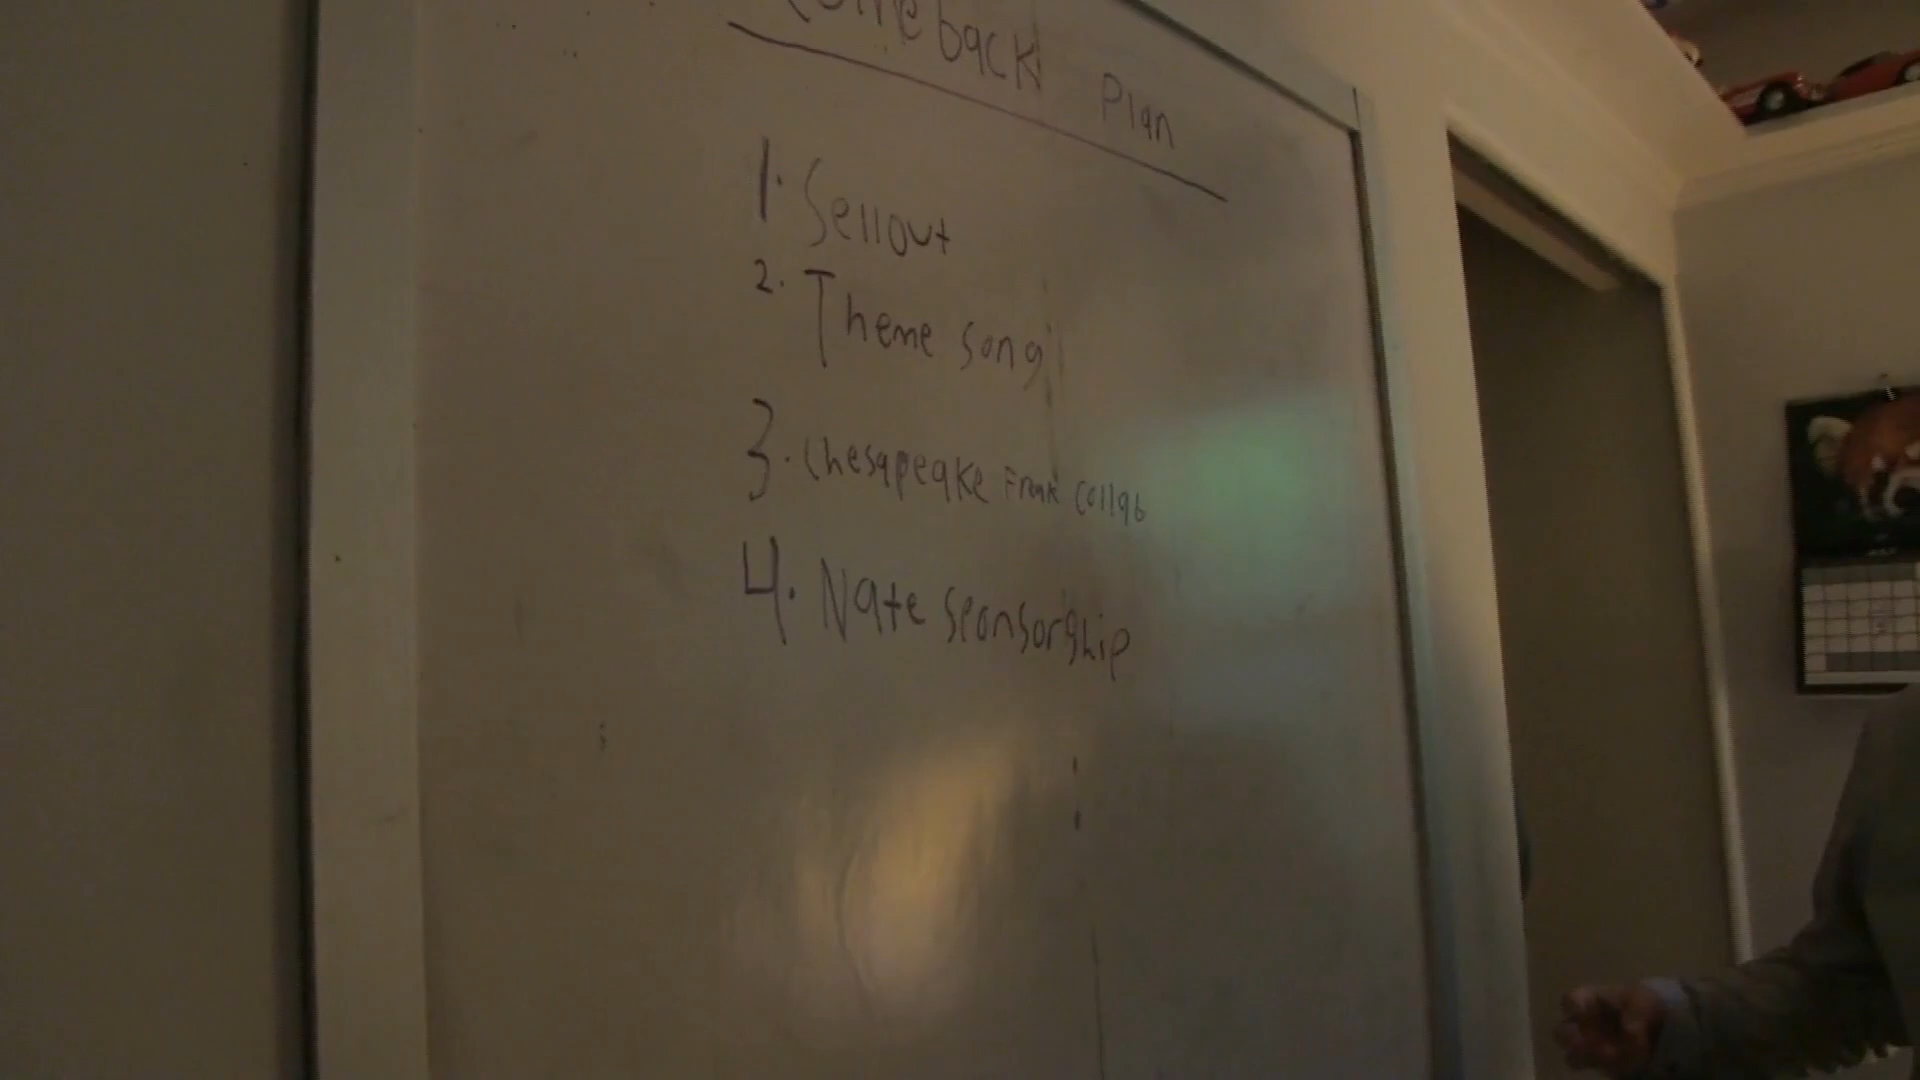 Comeback Plan
1. Sellout
2. Theme song
3. Chesapeake Frank collab
4. Nate sponsorship